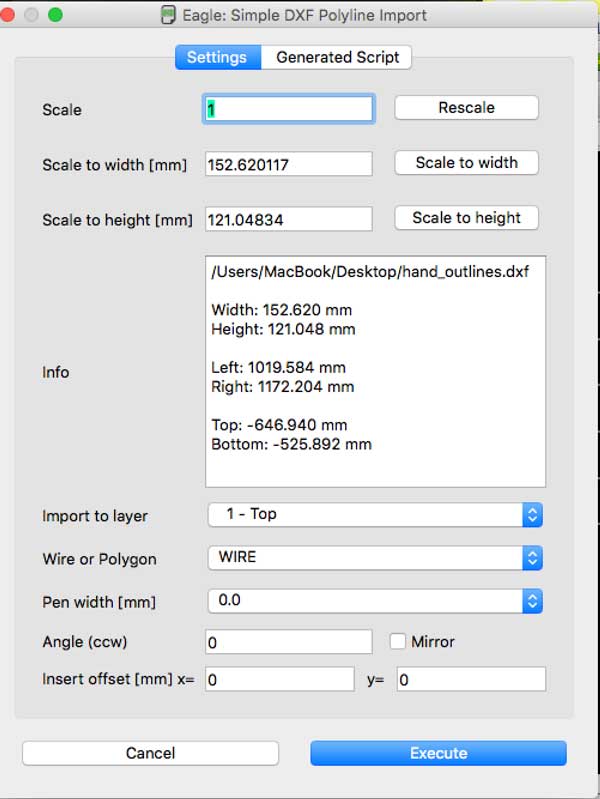 Eagle: Simple DXF Polyline Import
Settings Generated Script
Scale 1 Rescale
Scale to width [mm] 152.620117 Scale to width
Scale to height [mm] 121.04834 Scale to height
/Users/MacBook/Desktop/hand_outlines.dxf
Width: 152.620 mm
Height: 121.048 mm
Info
Left: 1019.584 mm
Right: 1172.204 mm
Top: -646.940 mm
Bottom: -525.892 mm
Import to layer 1 - Top
Wire or Polygon WIRE
Pen width [mm] 0.0
Angle (ccw) 0 Mirror
Insert offset [mm] x= 0 y= 0
Cancel Execute